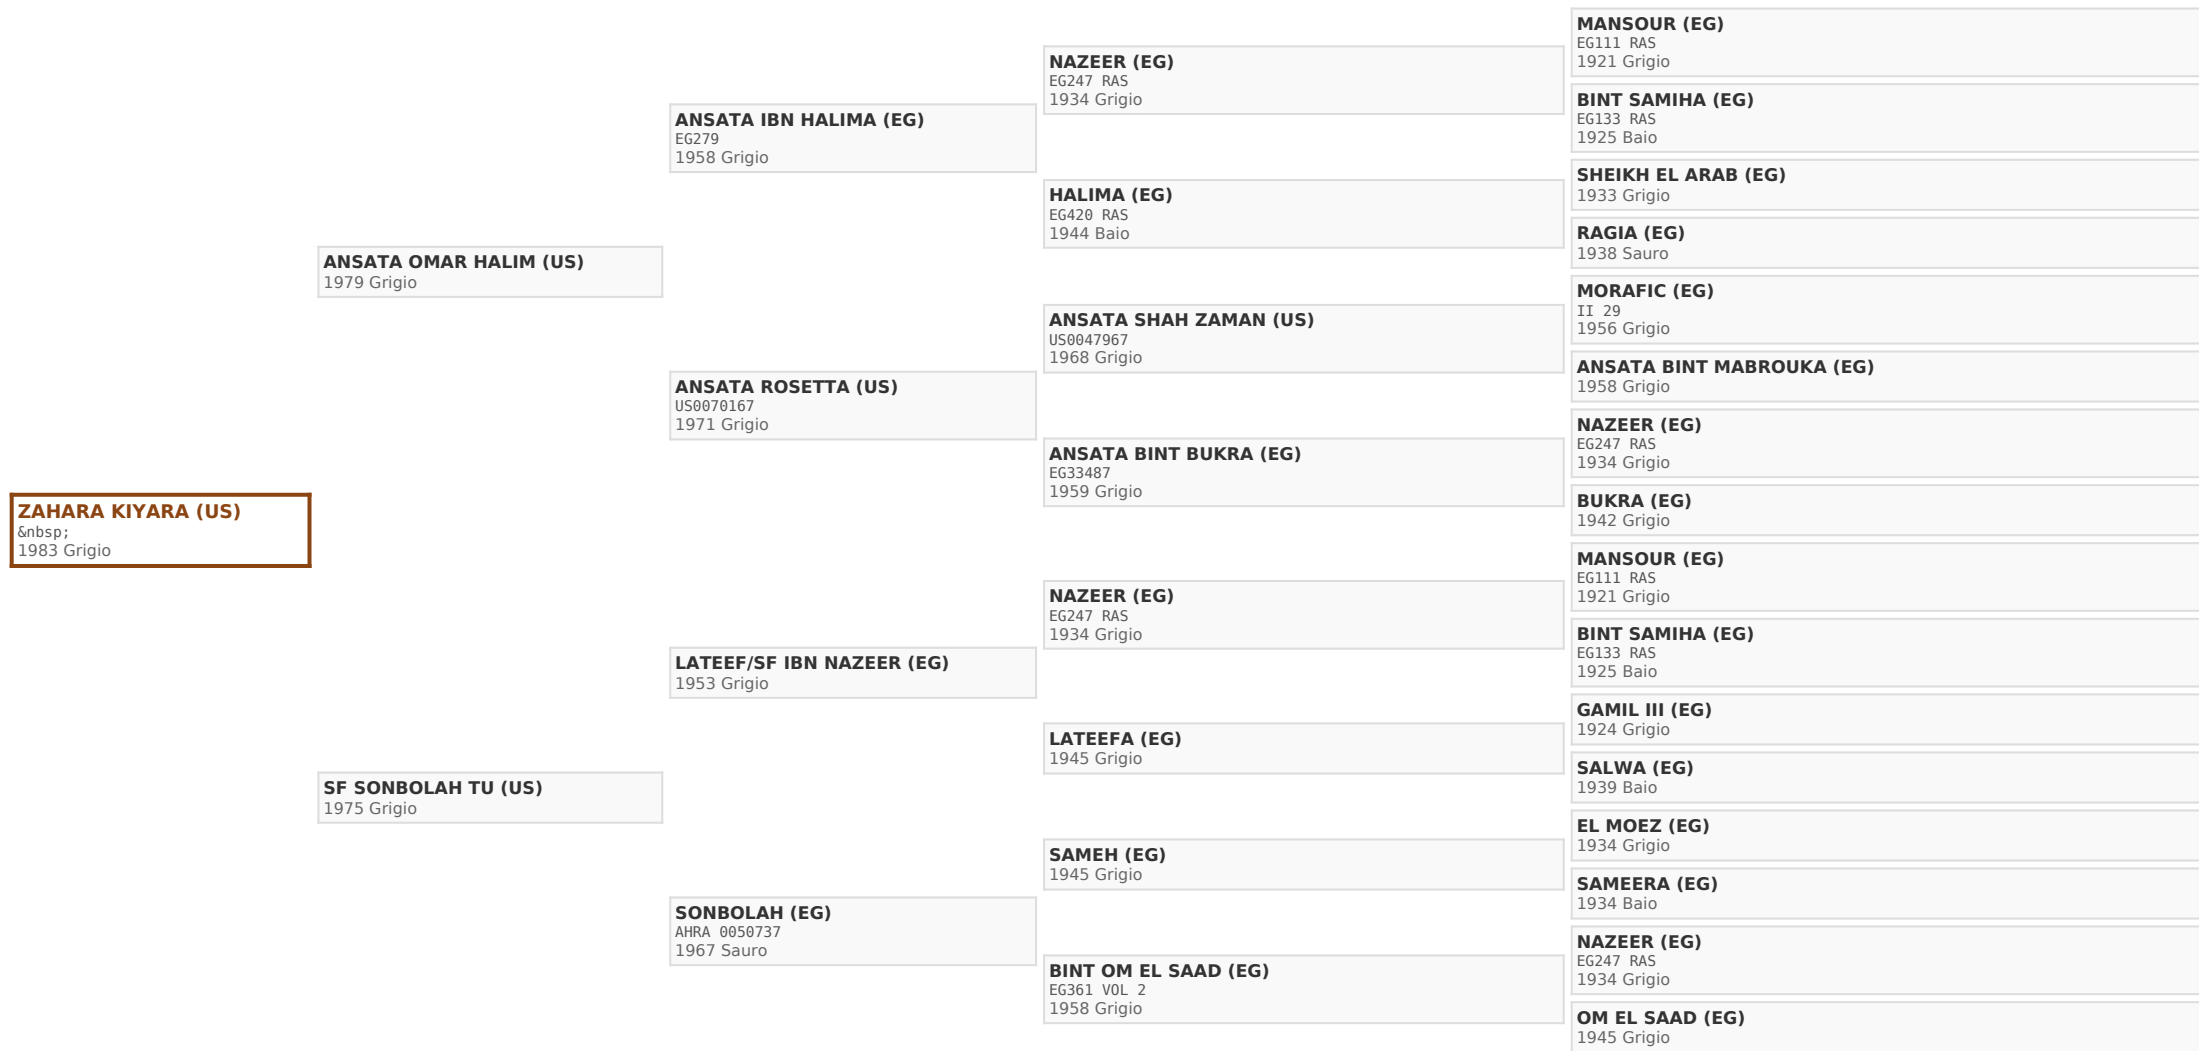 ZAHARA KIYARA (US)
&nbsp;
1983 Grigio
ANSATA OMAR HALIM (US)
1979 Grigio
SF SONBOLAH TU (US)
1975 Grigio
ANSATA IBN HALIMA (EG)
EG279
1958 Grigio
ANSATA ROSETTA (US)
US0070167
1971 Grigio
LATEEF/SF IBN NAZEER (EG)
1953 Grigio
SONBOLAH (EG)
AHRA 0050737
1967 Sauro
NAZEER (EG)
EG247 RAS
1934 Grigio
HALIMA (EG)
EG420 RAS
1944 Baio
ANSATA SHAH ZAMAN (US)
US0047967
1968 Grigio
ANSATA BINT BUKRA (EG)
EG33487
1959 Grigio
NAZEER (EG)
EG247 RAS
1934 Grigio
LATEEFA (EG)
1945 Grigio
SAMEH (EG)
1945 Grigio
BINT OM EL SAAD (EG)
EG361 VOL 2
1958 Grigio
MANSOUR (EG)
EG111 RAS
1921 Grigio
BINT SAMIHA (EG)
EG133 RAS
1925 Baio
SHEIKH EL ARAB (EG)
1933 Grigio
RAGIA (EG)
1938 Sauro
MORAFIC (EG)
II 29
1956 Grigio
ANSATA BINT MABROUKA (EG)
1958 Grigio
NAZEER (EG)
EG247 RAS
1934 Grigio
BUKRA (EG)
1942 Grigio
MANSOUR (EG)
EG111 RAS
1921 Grigio
BINT SAMIHA (EG)
EG133 RAS
1925 Baio
GAMIL III (EG)
1924 Grigio
SALWA (EG)
1939 Baio
EL MOEZ (EG)
1934 Grigio
SAMEERA (EG)
1934 Baio
NAZEER (EG)
EG247 RAS
1934 Grigio
OM EL SAAD (EG)
1945 Grigio